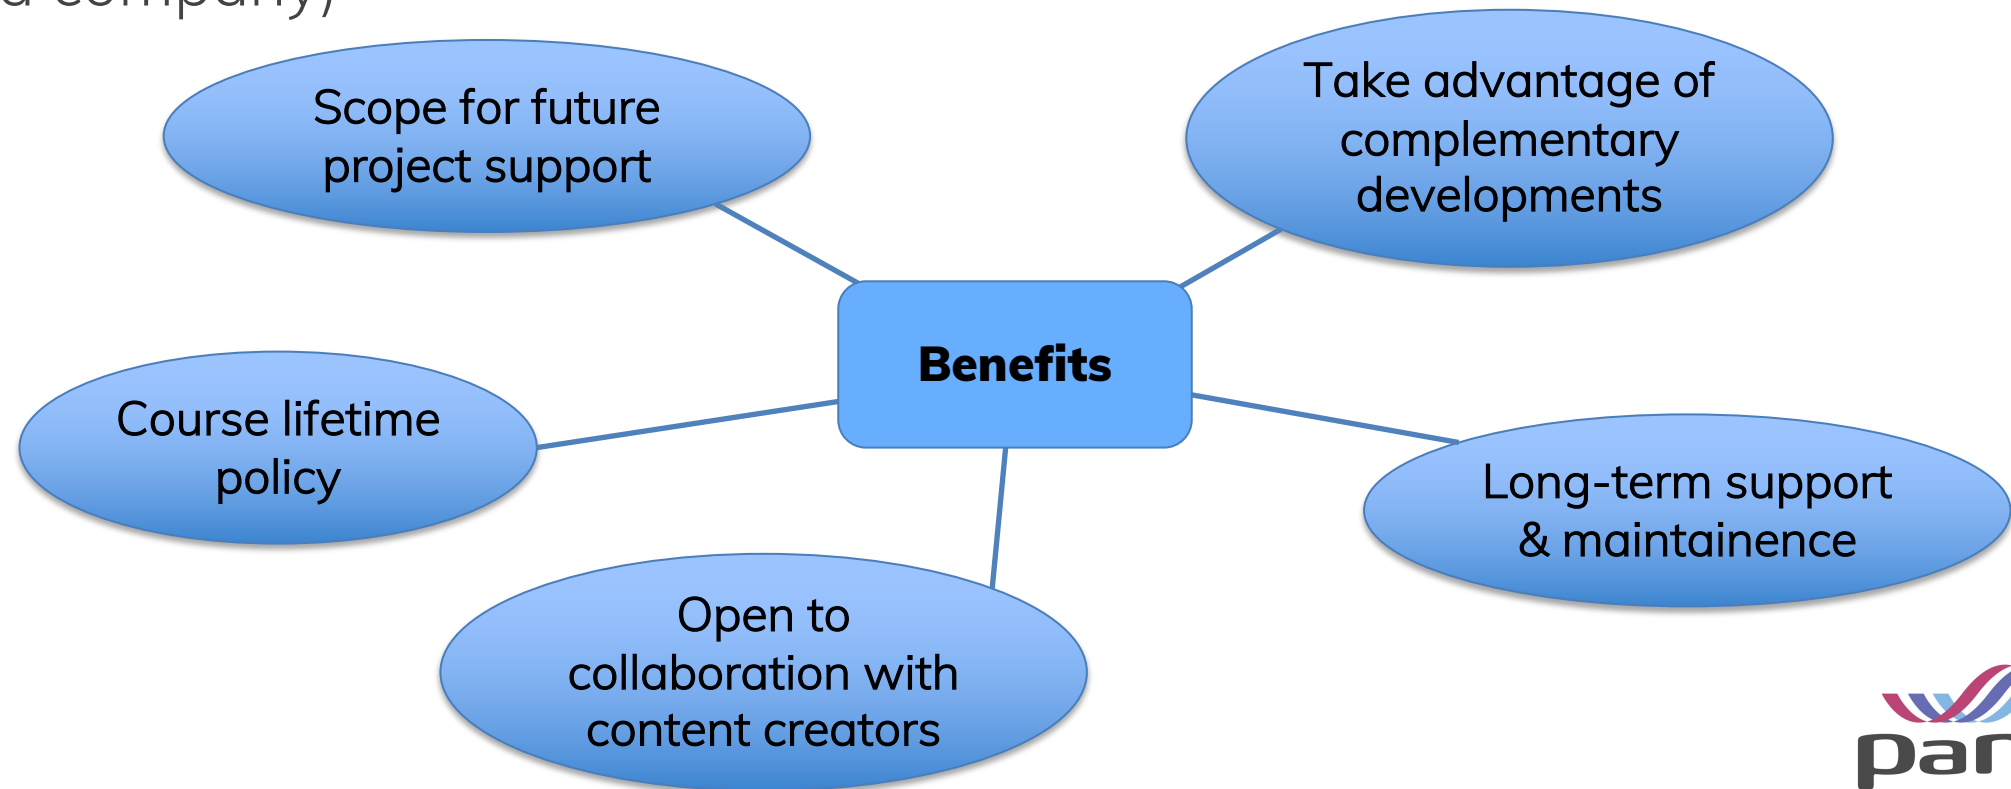 a company)
Scope for future
project support
Take advantage of
complementary
developments
Benefits
Course lifetime
policy
Long-term support
& maintainence
Open to
collaboration with
content creators